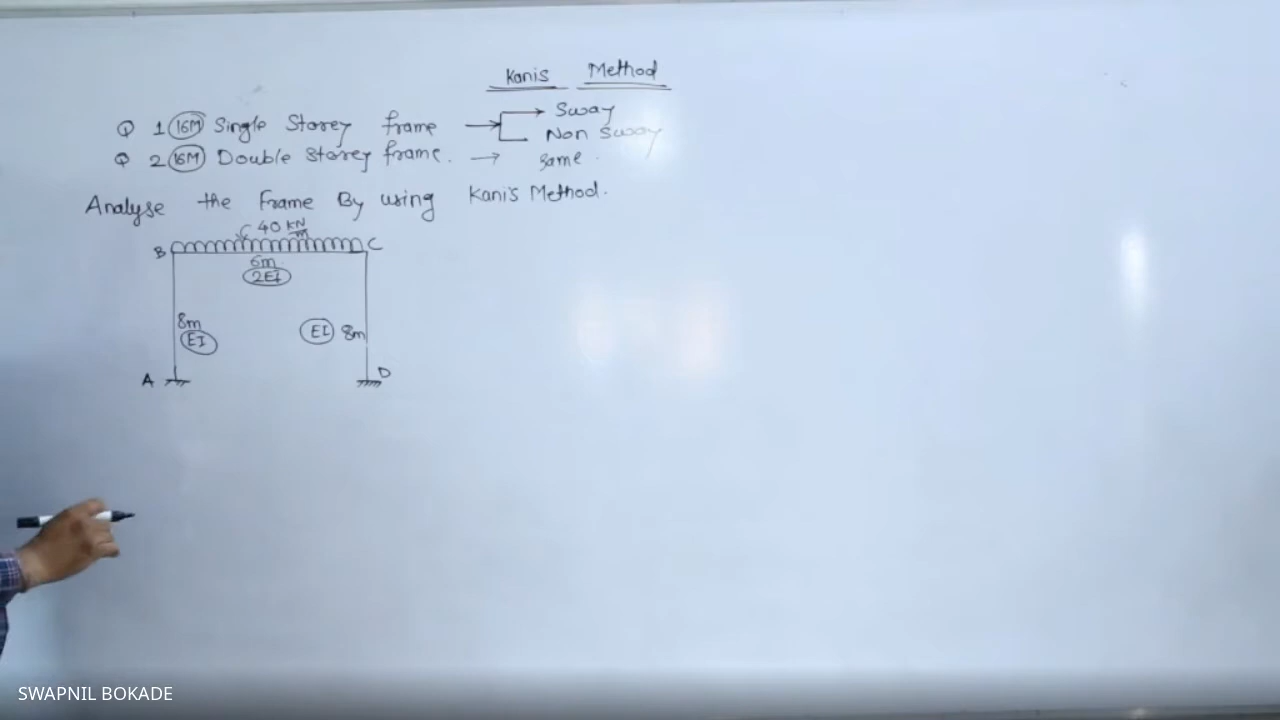 Kanis Method
Q 1 16M Single Storey frame → Sway
Non Sway
Q 2 16M Double Storey frame. → Same.
Analyse the Frame By using Kani's Method.
40 KN/m
B C
6m
2EI
8m
EI EI 8m
A D
SWAPNIL BOKADE